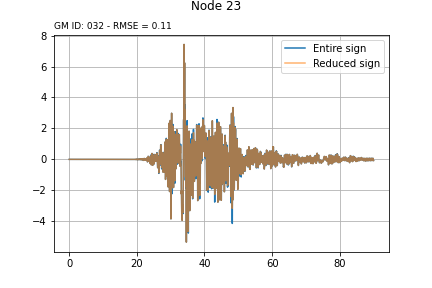 Node 23
GM ID: 032 - RMSE = 0.11
Entire sign
Reduced sign
8
6
4
2
0
−2
−4
0 20 40 60 80